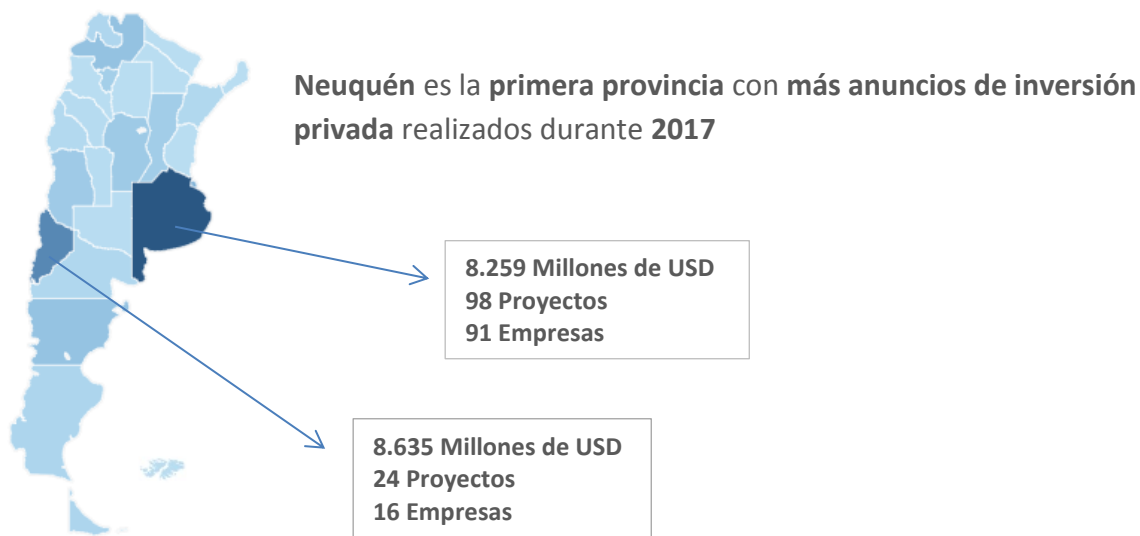 Neuquén es la primera provincia con más anuncios de inversión
privada realizados durante 2017
8.259 Millones de USD
98 Proyectos
91 Empresas
8.635 Millones de USD
24 Proyectos
16 Empresas